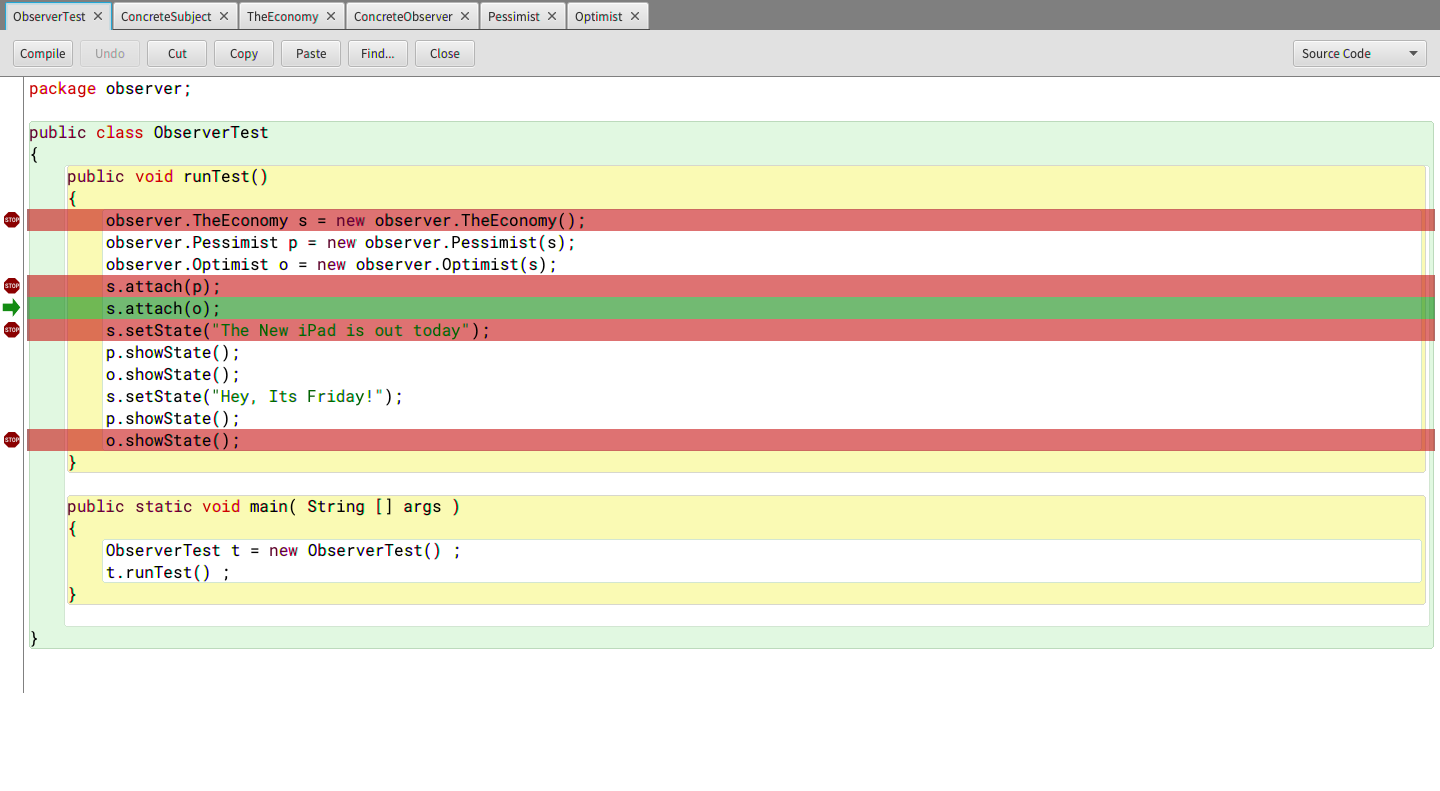 ObserverTest ConcreteSubject TheEconomy ConcreteObserver Pessimist Optimist
Compile Undo Cut Copy Paste Find... Close Source Code
package observer;
public class ObserverTest
{
public void runTest()
{
STOP observer.TheEconomy s = new observer.TheEconomy();
observer.Pessimist p = new observer.Pessimist(s);
observer.Optimist o = new observer.Optimist(s);
STOP s.attach(p);
s.attach(o);
STOP s.setState("The New iPad is out today");
p.showState();
o.showState();
s.setState("Hey, Its Friday!");
p.showState();
STOP o.showState();
}
public static void main( String [] args )
{
ObserverTest t = new ObserverTest() ;
t.runTest() ;
}
}